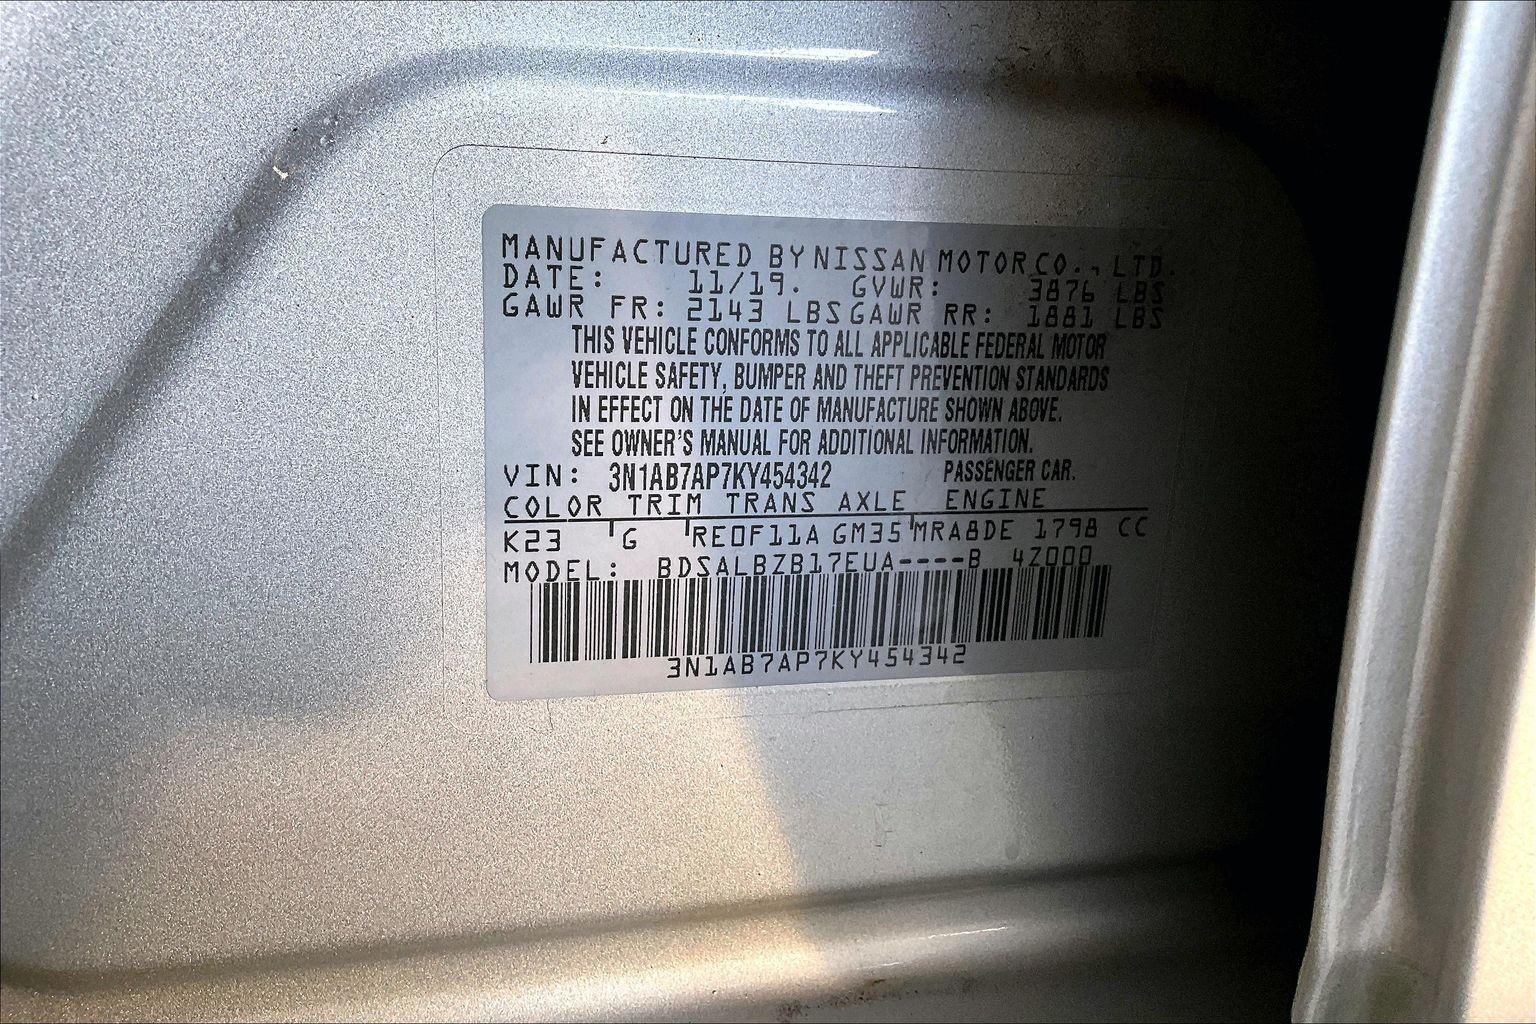 MANUFACTURED BY NISSAN MOTOR CO., LTD.
DATE: 11/19. GVWR: 3876 LBS
GAWR FR: 2143 LBS GAWR RR: 1881 LBS
THIS VEHICLE CONFORMS TO ALL APPLICABLE FEDERAL MOTOR
VEHICLE SAFETY, BUMPER AND THEFT PREVENTION STANDARDS
IN EFFECT ON THE DATE OF MANUFACTURE SHOWN ABOVE.
SEE OWNER'S MANUAL FOR ADDITIONAL INFORMATION.
VIN: 3N1AB7AP7KY454342 PASSENGER CAR.
COLOR TRIM TRANS AXLE ENGINE
K23 G RE0F11A GM35 MRA8DE 1798 CC
MODEL: BDSALBZB17EUA----B 4Z000
3N1AB7AP7KY454342